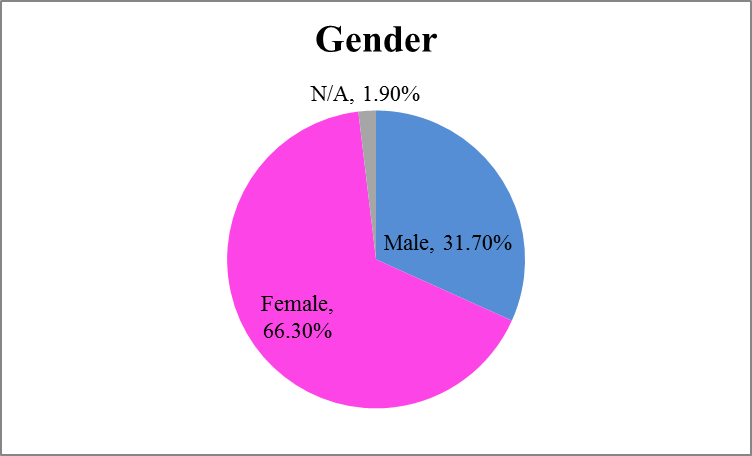 Gender
N/A, 1.90%
Male, 31.70%
Female,
66.30%